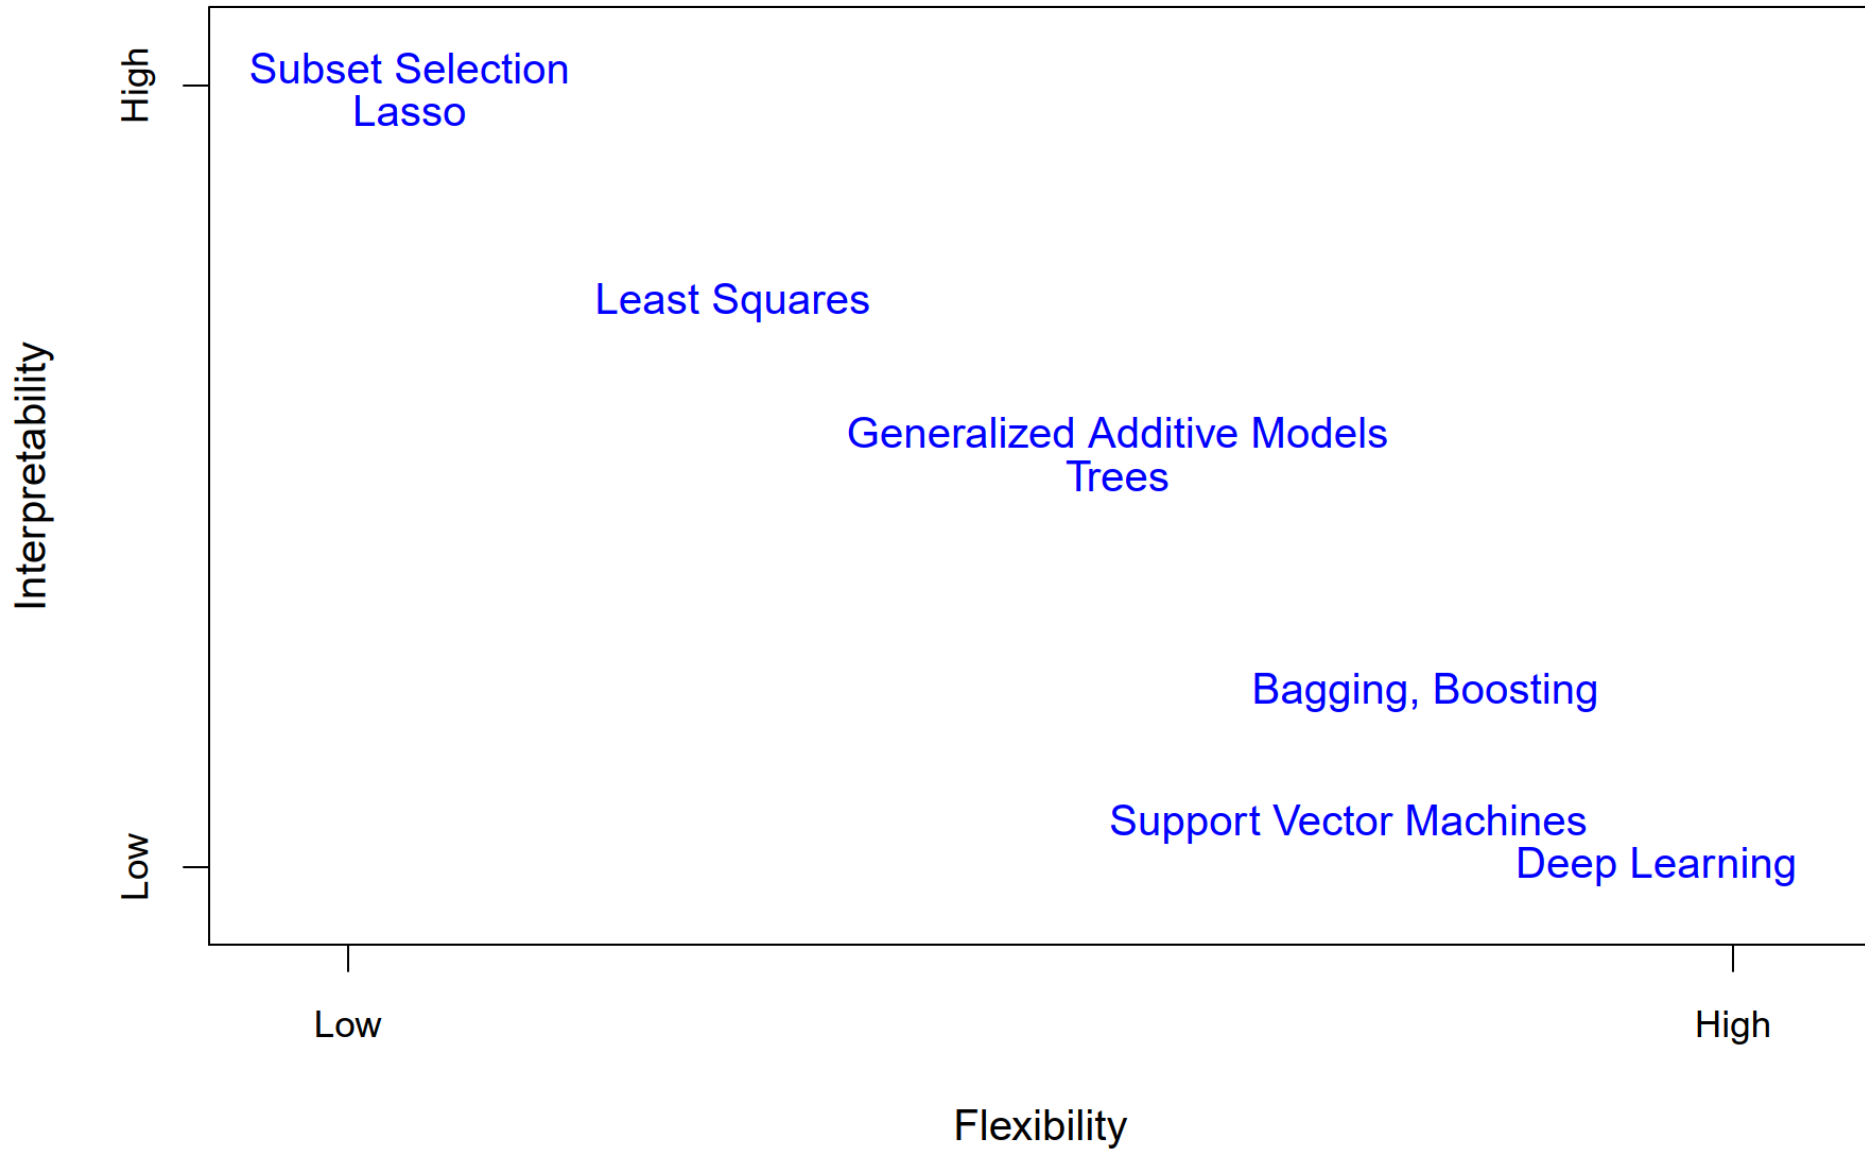 High
Subset Selection
Lasso
Least Squares
Interpretability
Generalized Additive Models
Trees
Bagging, Boosting
Support Vector Machines
Low
Deep Learning
Low
High
Flexibility